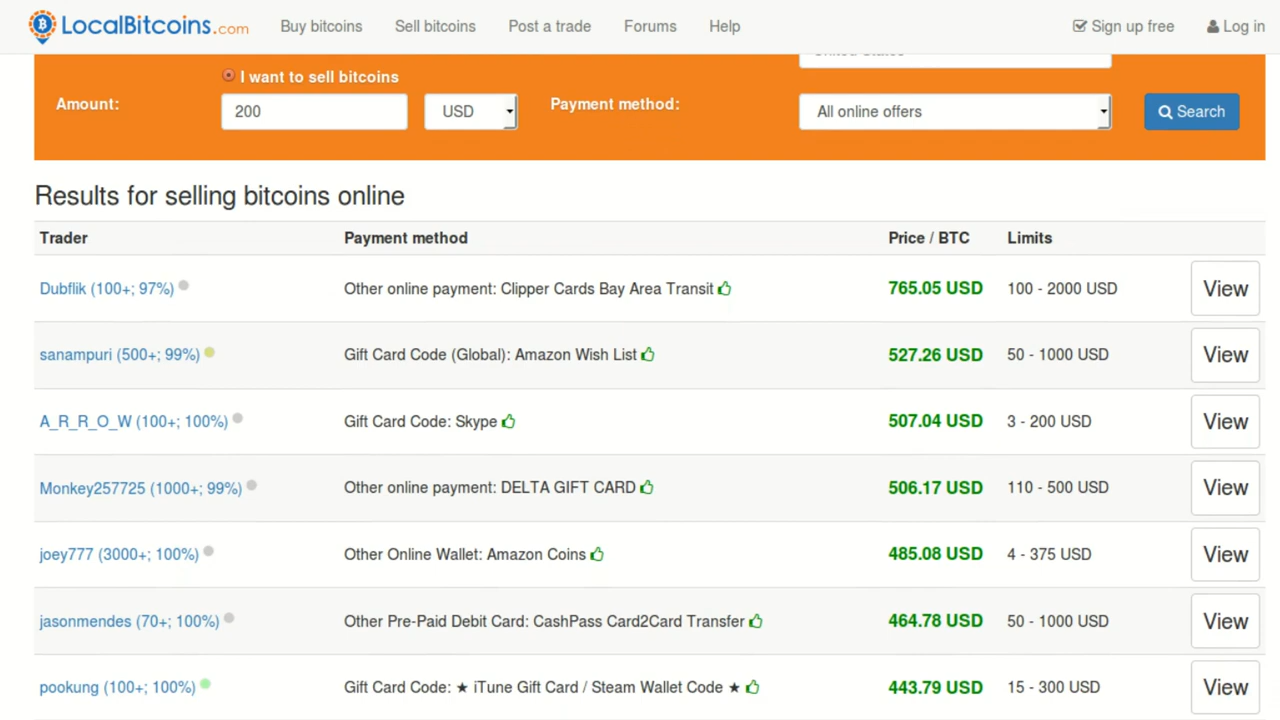 LocalBitcoins.com Buy bitcoins Sell bitcoins Post a trade Forums Help Sign up free Log in
United States
I want to sell bitcoins
Amount: 200 USD Payment method: All online offers Search
Results for selling bitcoins online
Trader Payment method Price / BTC Limits
Dubflik (100+; 97%) Other online payment: Clipper Cards Bay Area Transit 765.05 USD 100 - 2000 USD View
sanampuri (500+; 99%) Gift Card Code (Global): Amazon Wish List 527.26 USD 50 - 1000 USD View
A_R_R_O_W (100+; 100%) Gift Card Code: Skype 507.04 USD 3 - 200 USD View
Monkey257725 (1000+; 99%) Other online payment: DELTA GIFT CARD 506.17 USD 110 - 500 USD View
joey777 (3000+; 100%) Other Online Wallet: Amazon Coins 485.08 USD 4 - 375 USD View
jasonmendes (70+; 100%) Other Pre-Paid Debit Card: CashPass Card2Card Transfer 464.78 USD 50 - 1000 USD View
pookung (100+; 100%) Gift Card Code: ★ iTune Gift Card / Steam Wallet Code ★ 443.79 USD 15 - 300 USD View